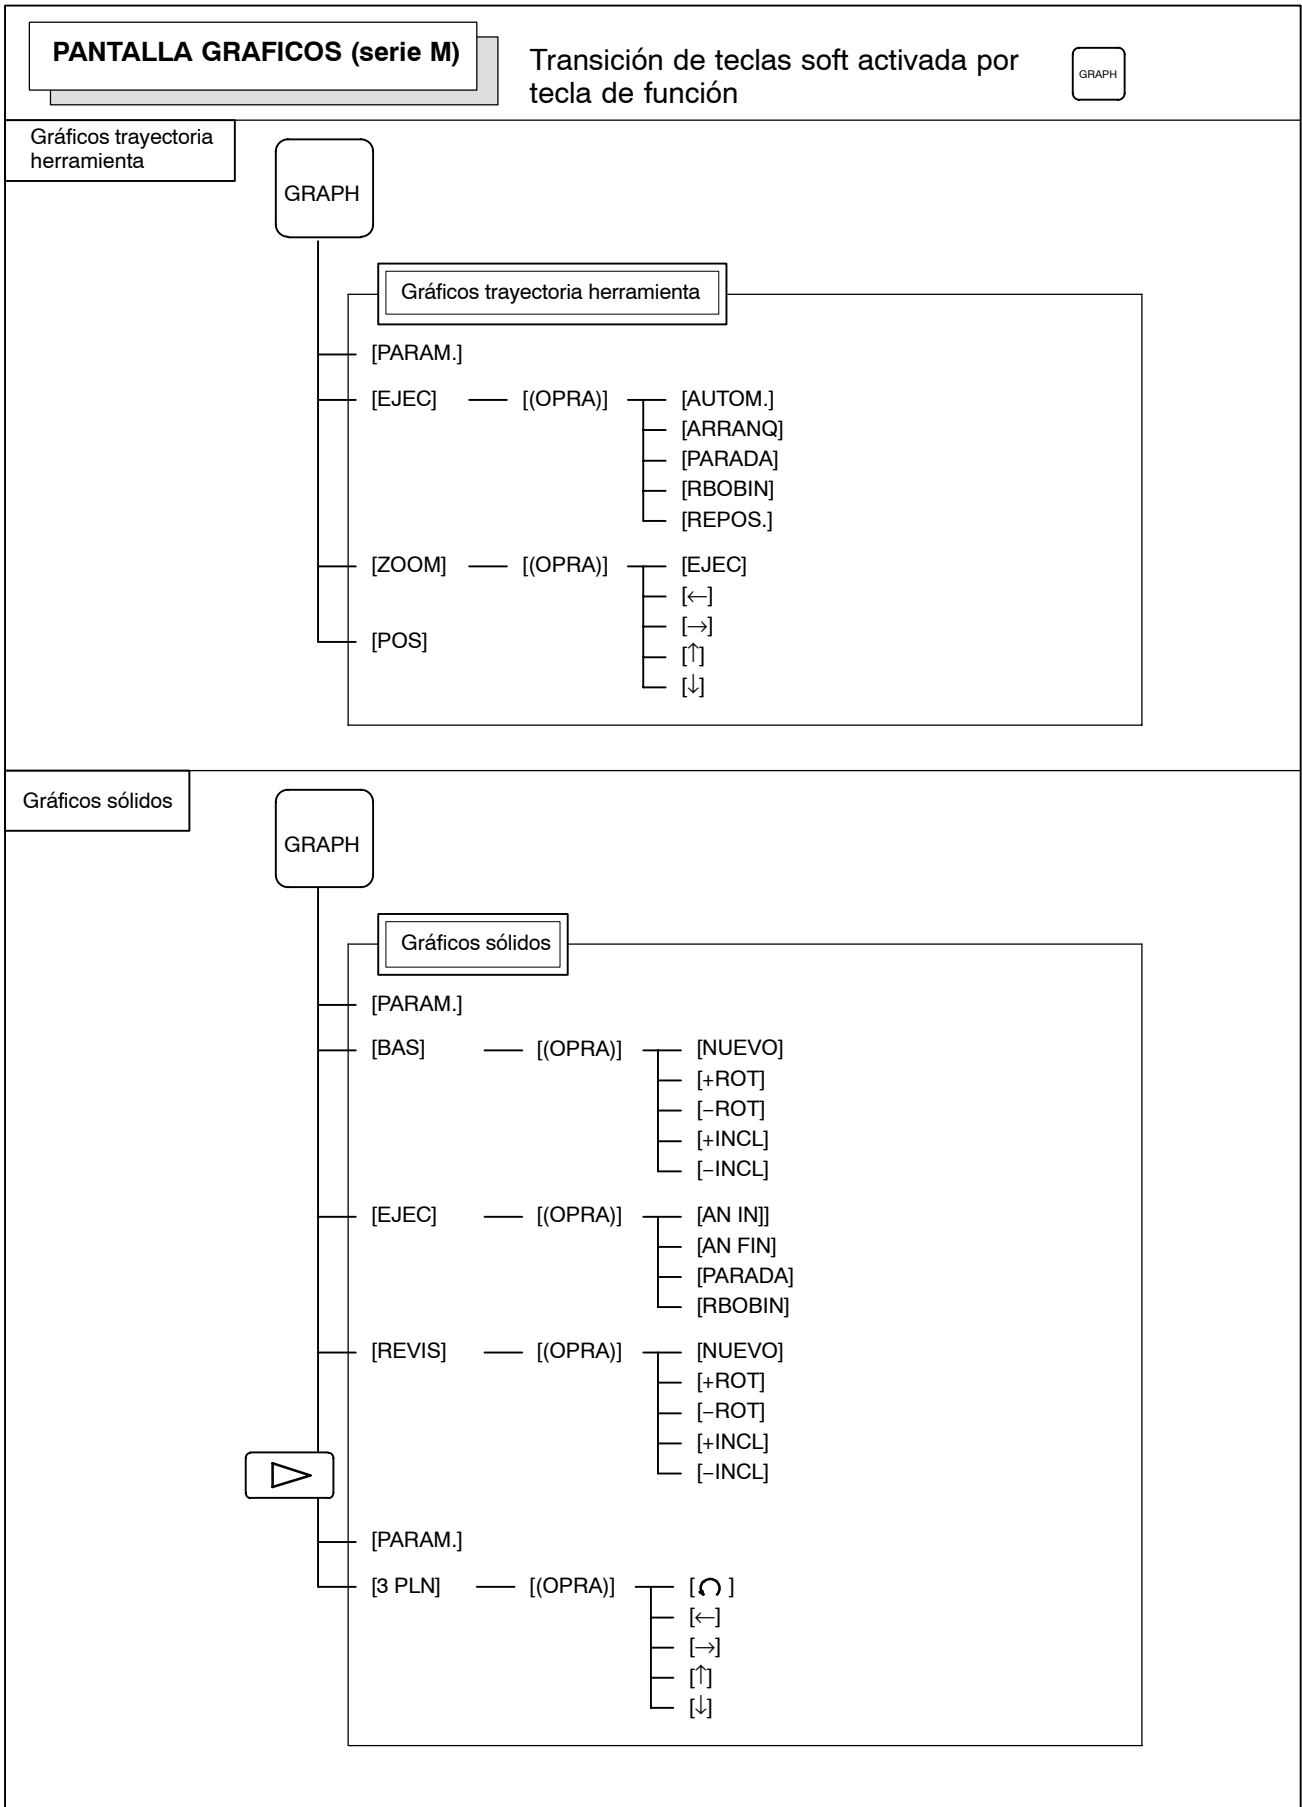 PANTALLA GRAFICOS (serie M)
Transición de teclas soft activada por
tecla de función
GRAPH
Gráficos trayectoria
herramienta
GRAPH
Gráficos trayectoria herramienta
[PARAM.]
[EJEC] [(OPRA)] [AUTOM.]
[ARRANQ]
[PARADA]
[RBOBIN]
[REPOS.]
[ZOOM] [(OPRA)] [EJEC]
[←]
[→]
[↑]
[POS]
[↓]
Gráficos sólidos
GRAPH
Gráficos sólidos
[PARAM.]
[BAS] [(OPRA)] [NUEVO]
[+ROT]
[−ROT]
[+INCL]
[−INCL]
[EJEC] [(OPRA)] [AN IN]]
[AN FIN]
[PARADA]
[RBOBIN]
[REVIS] [(OPRA)] [NUEVO]
[+ROT]
[−ROT]
[+INCL]
[−INCL]
[PARAM.]
[3 PLN] [(OPRA)] [ ]
[←]
[→]
[↑]
[↓]